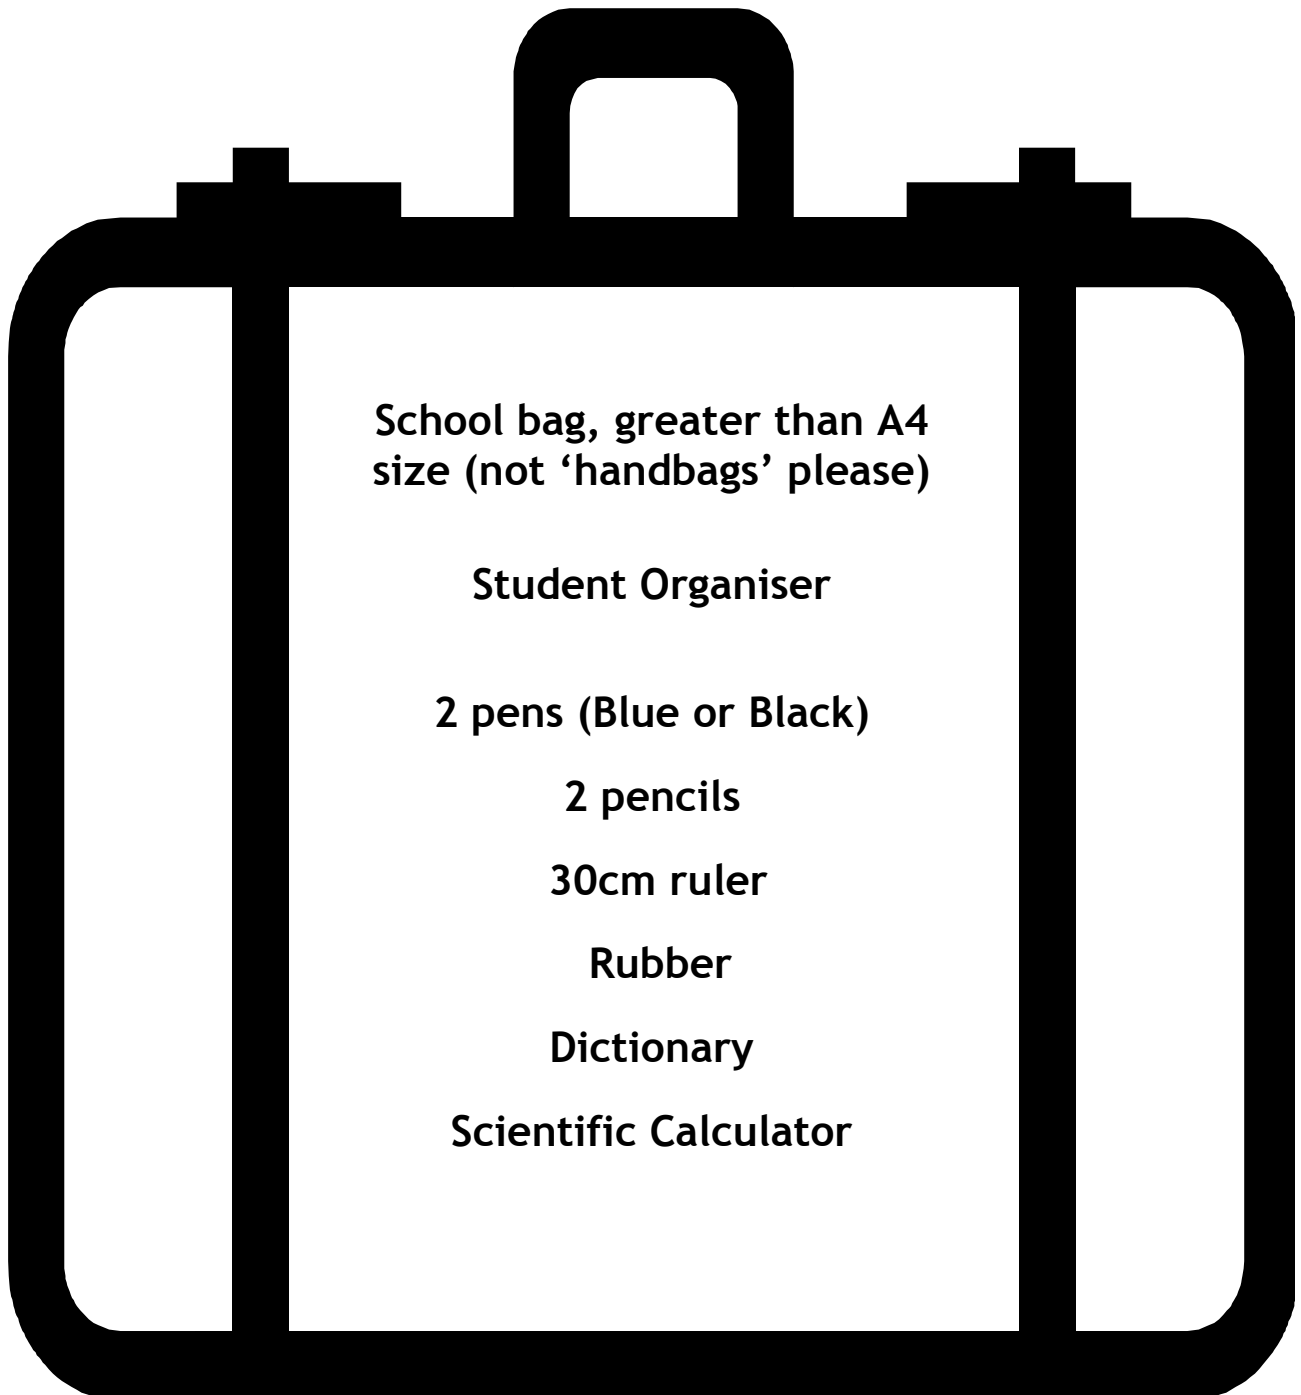 School bag, greater than A4
size (not ‘handbags’ please)
Student Organiser
2 pens (Blue or Black)
2 pencils
30cm ruler
Rubber
Dictionary
Scientific Calculator